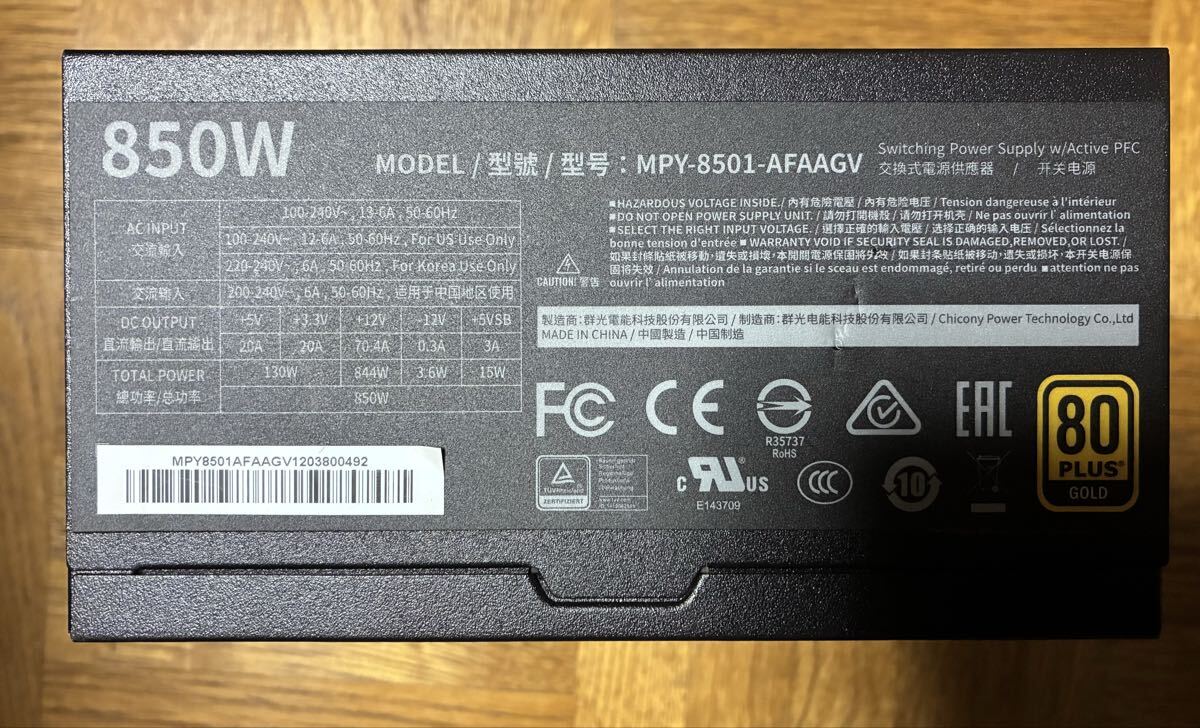 850W
MODEL / 型號 / 型号：MPY-8501-AFAAGV
Switching Power Supply w/Active PFC
交換式電源供應器 / 开关电源
AC INPUT
交流輸入
100-240V~, 13-6A, 50-60Hz
100-240V~, 12-6A, 50-60Hz, For US Use Only
220-240V~, 6A, 50-60Hz, For Korea Use Only
交流输入 200-240V~, 6A, 50-60Hz, 适用于中国地区使用
DC OUTPUT +5V +3.3V +12V -12V +5VSB
直流輸出/直流输出 20A 20A 70.4A 0.3A 3A
TOTAL POWER 130W 844W 3.6W 15W
總功率/总功率 850W
■HAZARDOUS VOLTAGE INSIDE./ 內有危險電壓 / 内有危险电压 / Tension dangereuse à l'intérieur
■DO NOT OPEN POWER SUPPLY UNIT. / 請勿打開機殼 / 请勿打开机壳 / Ne pas ouvrir l' alimentation
■SELECT THE RIGHT INPUT VOLTAGE. / 選擇正確的輸入電壓 / 选择正确的输入电压 / Sélectionnez la
bonne tension d'entrée ■ WARRANTY VOID IF SECURITY SEAL IS DAMAGED,REMOVED,OR LOST. /
如果封條貼紙被移動，遺失或損壞，本開關電源保固將失效 / 如果封条贴纸被移动，遗失或损坏，本开关电源保
固将失效 / Annulation de la garantie si le sceau est endommagé, retiré ou perdu ■ attention ne pas
ouvrir l' alimentation
CAUTION! 警告
製造商：群光電能科技股份有限公司 / 制造商：群光电能科技股份有限公司 / Chicony Power Technology Co.,Ltd
MADE IN CHINA / 中國製造 / 中国制造
FC CE
R35737
RoHS
EAC
80
PLUS®
GOLD
MPY8501AFAAGV1203800492
TÜVRheinland
ZERTIFIZIERT
c RU® US
E143709
CCC
10